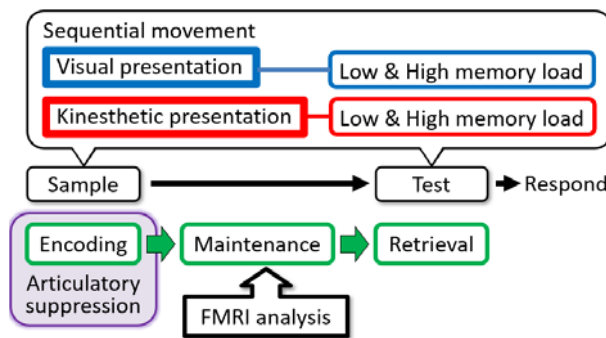 Sequential movement
Visual presentation
Low & High memory load
Kinesthetic presentation
Low & High memory load
Sample
Test
Respond
Encoding
Maintenance
Retrieval
Articulatory
suppression
FMRI analysis